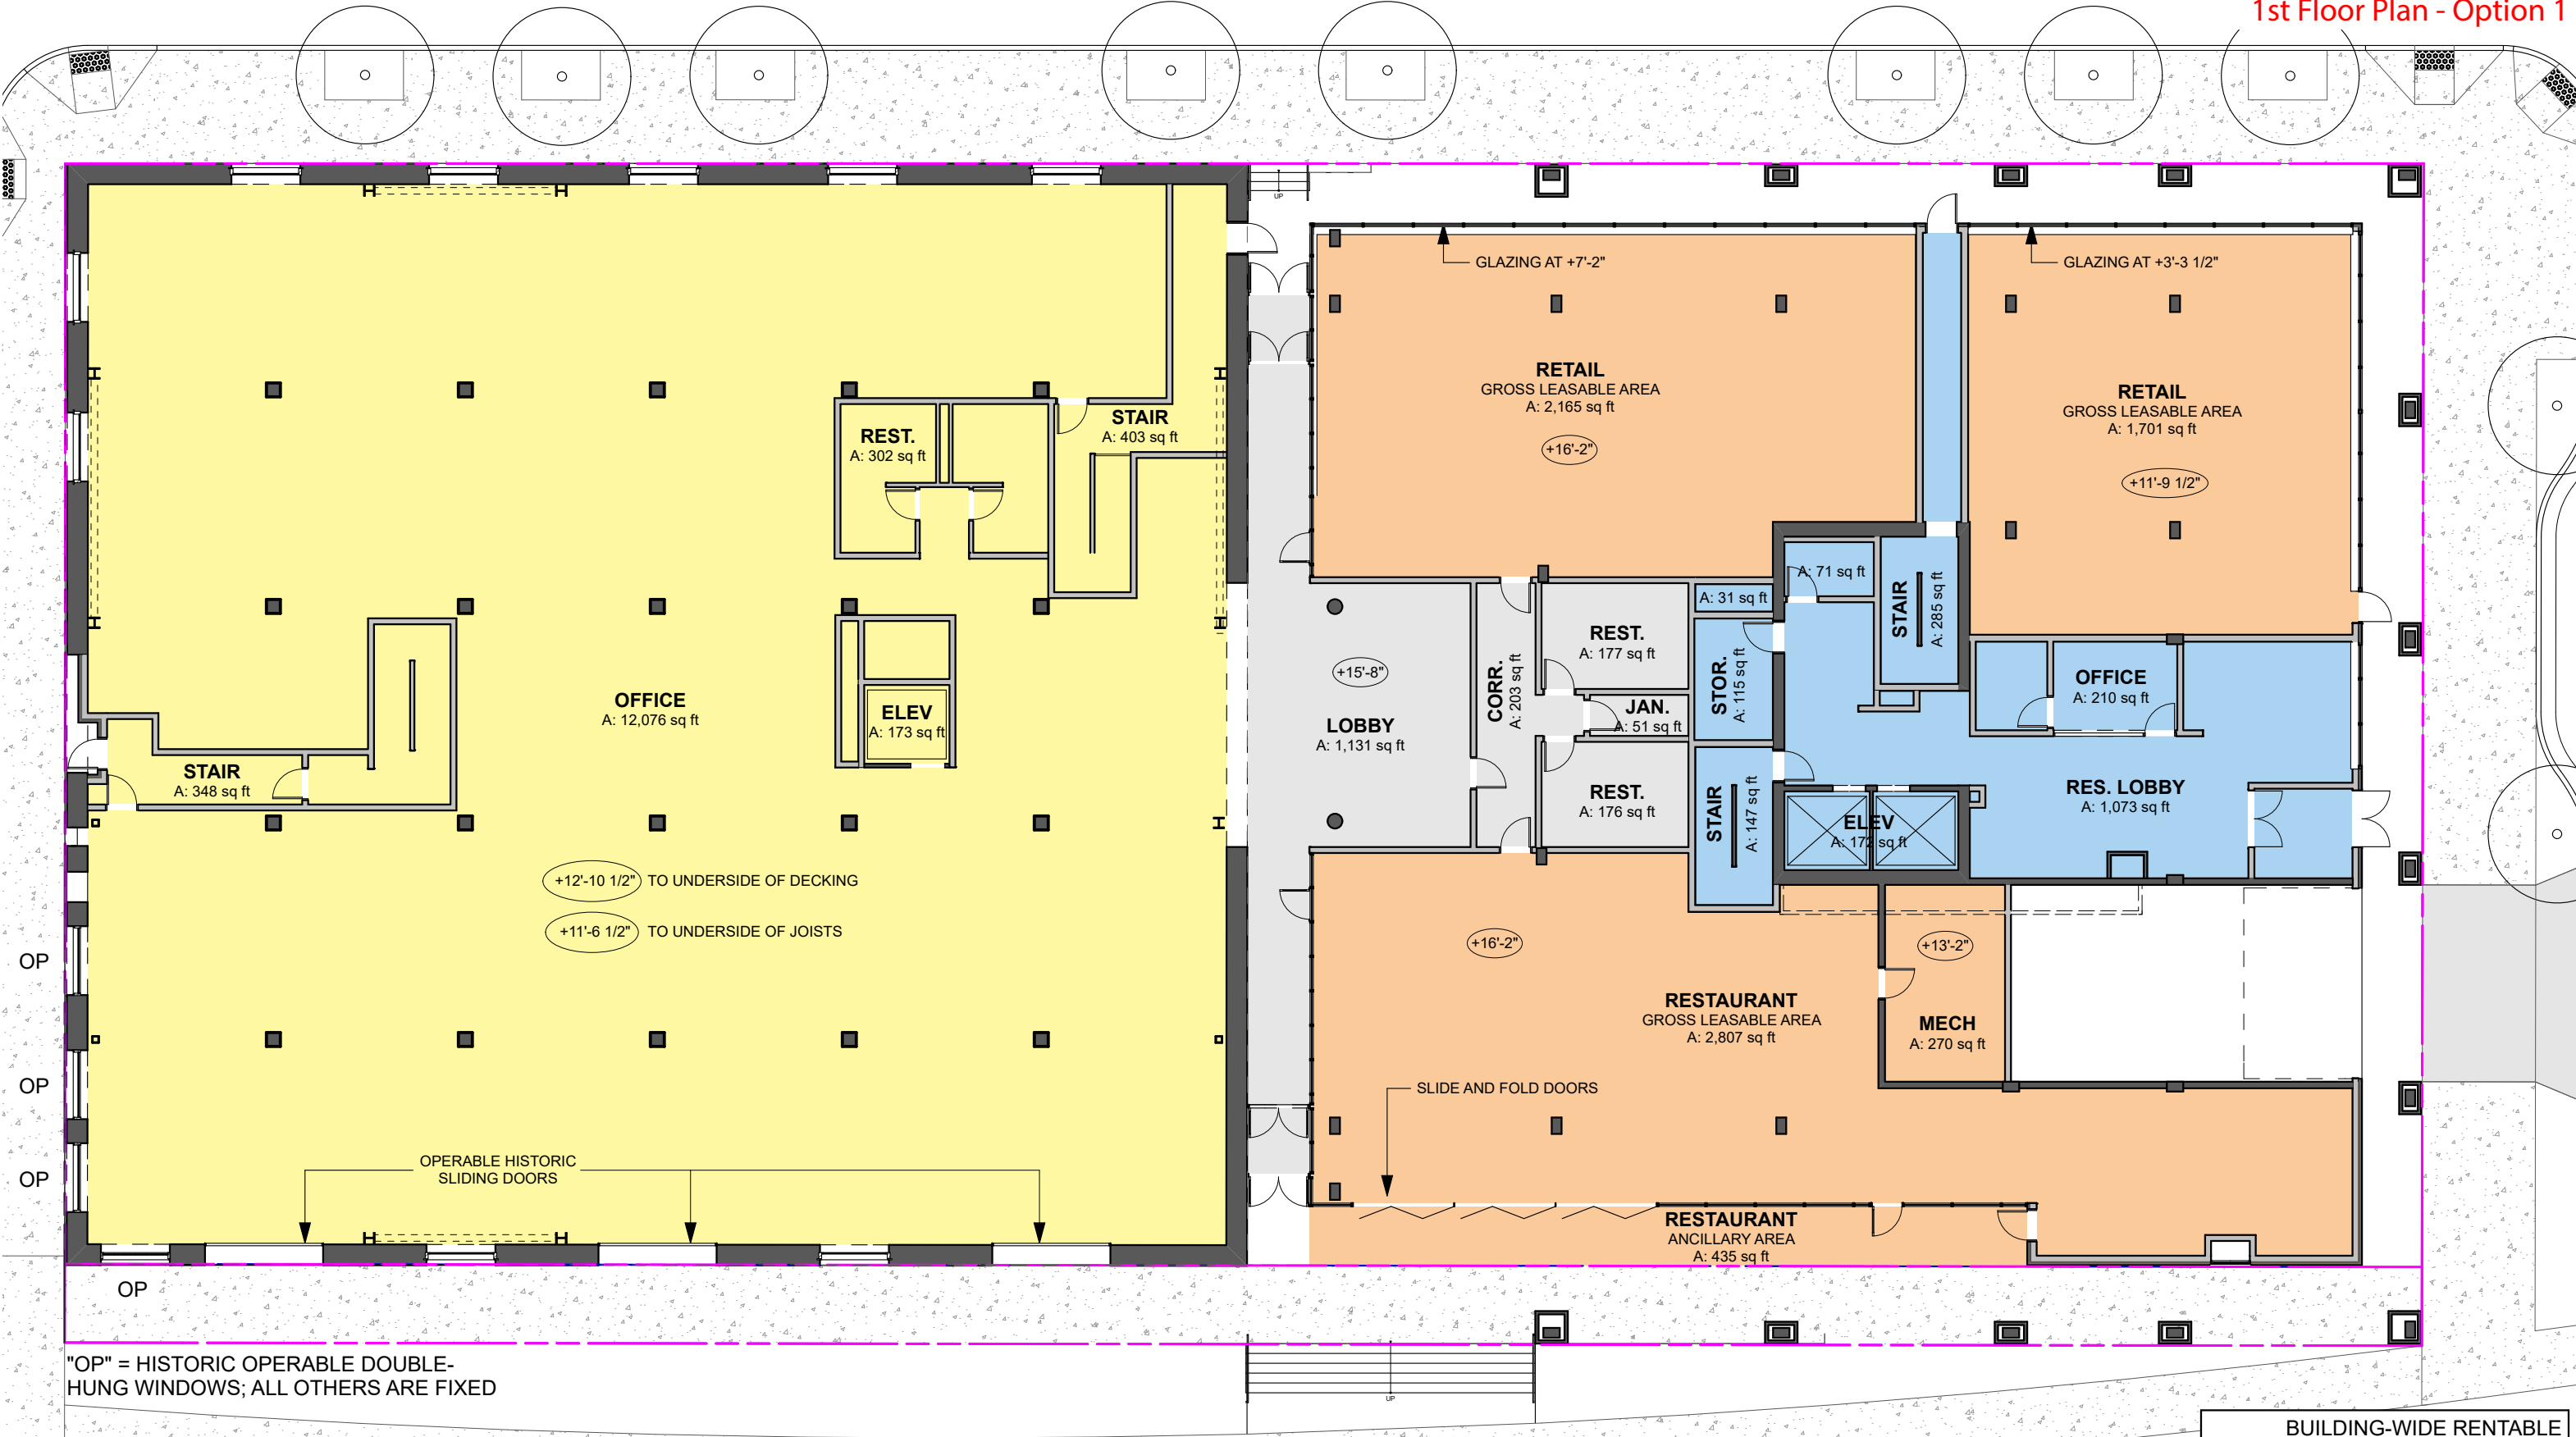 1st Floor Plan - Option 1
UP
GLAZING AT +7'-2"
GLAZING AT +3'-3 1/2"
RETAIL
GROSS LEASABLE AREA
A: 2,165 sq ft
+16'-2"
RETAIL
GROSS LEASABLE AREA
A: 1,701 sq ft
+11'-9 1/2"
STAIR
A: 403 sq ft
REST.
A: 302 sq ft
A: 71 sq ft
STAIR
A: 285 sq ft
A: 31 sq ft
REST.
A: 177 sq ft
+15'-8"
CORR.
A: 203 sq ft
STOR.
A: 115 sq ft
OFFICE
A: 210 sq ft
OFFICE
A: 12,076 sq ft
ELEV
A: 173 sq ft
LOBBY
A: 1,131 sq ft
JAN.
A: 51 sq ft
STAIR
A: 348 sq ft
REST.
A: 176 sq ft
STAIR
A: 147 sq ft
ELEV
A: 172 sq ft
RES. LOBBY
A: 1,073 sq ft
+12'-10 1/2" TO UNDERSIDE OF DECKING
+11'-6 1/2" TO UNDERSIDE OF JOISTS
+16'-2"
+13'-2"
OP
RESTAURANT
GROSS LEASABLE AREA
A: 2,807 sq ft
MECH
A: 270 sq ft
OP
SLIDE AND FOLD DOORS
OPERABLE HISTORIC
SLIDING DOORS
OP
RESTAURANT
ANCILLARY AREA
A: 435 sq ft
OP
"OP" = HISTORIC OPERABLE DOUBLE-
HUNG WINDOWS; ALL OTHERS ARE FIXED
UP
BUILDING-WIDE RENTABLE